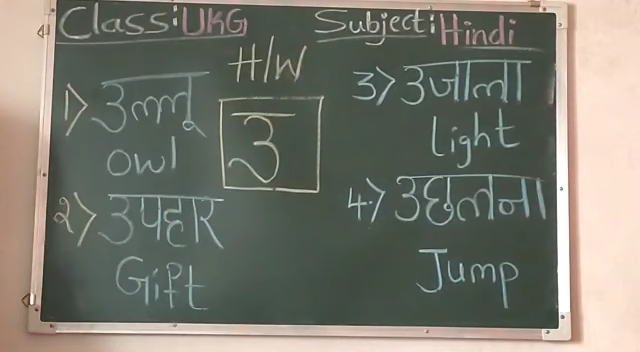 Class:UKG Subject:Hindi
H/W
उ
1) उल्लू
owl
2) उपहार
Gift
3) उजाला
light
4) उछलना
Jump